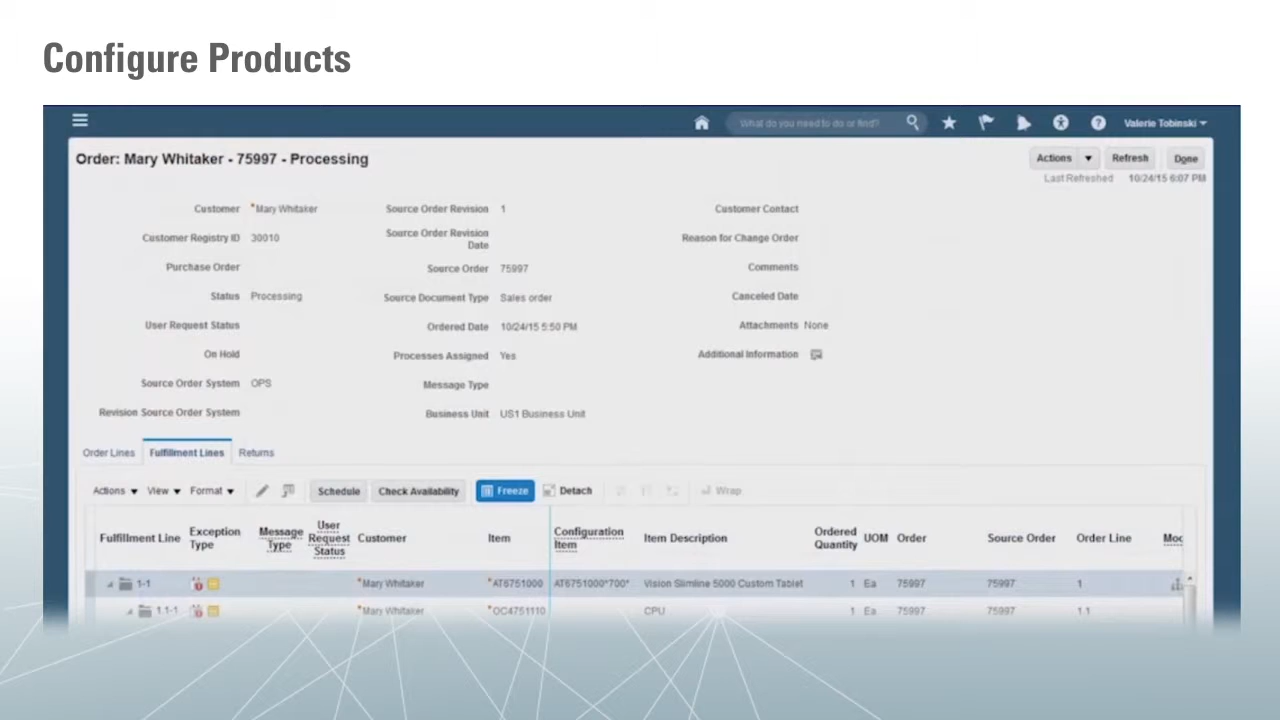 Configure Products
What do you need to do or find?
Valerie Tobinski
Order: Mary Whitaker - 75997 - Processing
Actions Refresh Done
Last Refreshed 10/24/15 6:07 PM
Customer *Mary Whitaker Source Order Revision 1 Customer Contact
Customer Registry ID 30010 Source Order Revision Date Reason for Change Order
Purchase Order Source Order 75997 Comments
Status Processing Source Document Type Sales order Canceled Date
User Request Status Ordered Date 10/24/15 5:50 PM Attachments None
On Hold Processes Assigned Yes Additional Information
Source Order System OPS Message Type
Revision Source Order System Business Unit US1 Business Unit
Order Lines Fulfillment Lines Returns
Actions View Format Schedule Check Availability Freeze Detach Wrap
Fulfillment Line Exception Type Message Type User Request Status Customer Item Configuration Item Item Description Ordered Quantity UOM Order Source Order Order Line Moc
1-1 *Mary Whitaker *AT6751000 AT6751000*700* Vision Slimline 5000 Custom Tablet 1 Ea 75997 75997 1
1.1-1 *Mary Whitaker *OC4751110 CPU 1 Ea 75997 75997 1.1